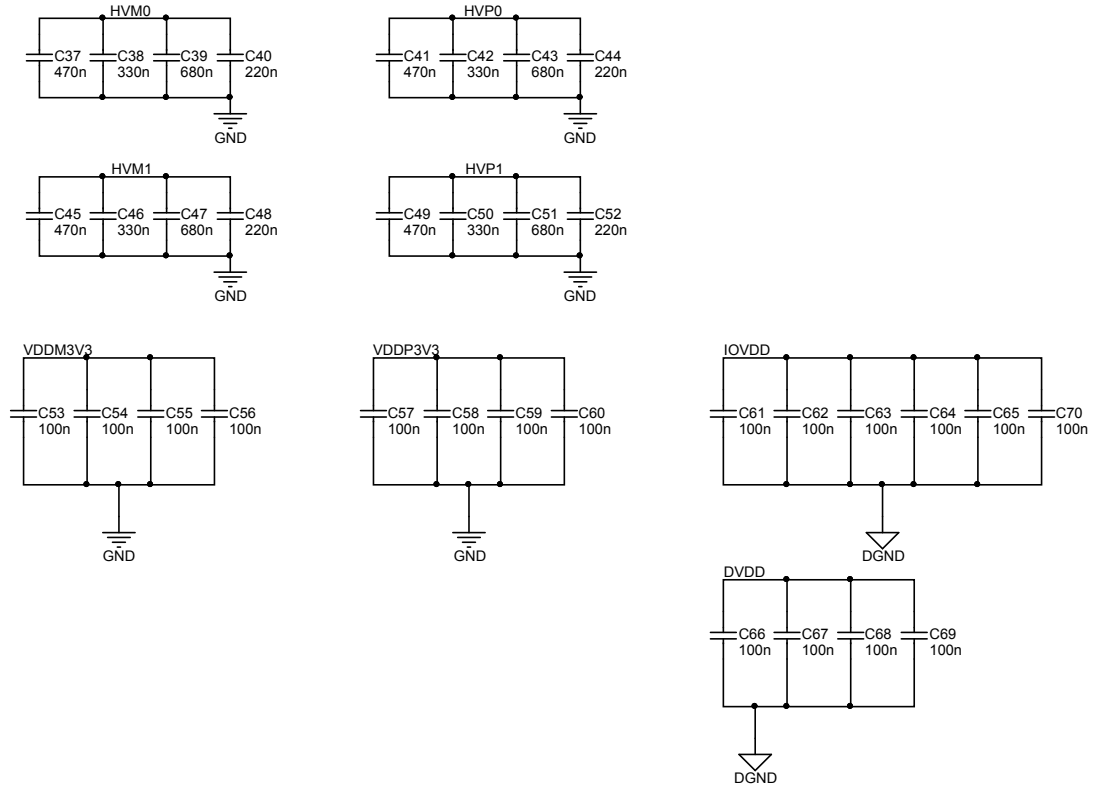 HVM0
HVP0
C37 C38 C39 C40
470n 330n 680n 220n
C41 C42 C43 C44
470n 330n 680n 220n
GND
GND
HVM1
HVP1
C45 C46 C47 C48
470n 330n 680n 220n
C49 C50 C51 C52
470n 330n 680n 220n
GND
GND
VDDM3V3
VDDP3V3
IOVDD
C53 C54 C55 C56
100n 100n 100n 100n
C57 C58 C59 C60
100n 100n 100n 100n
C61 C62 C63 C64 C65 C70
100n 100n 100n 100n 100n 100n
GND
GND
DGND
DVDD
C66 C67 C68 C69
100n 100n 100n 100n
DGND